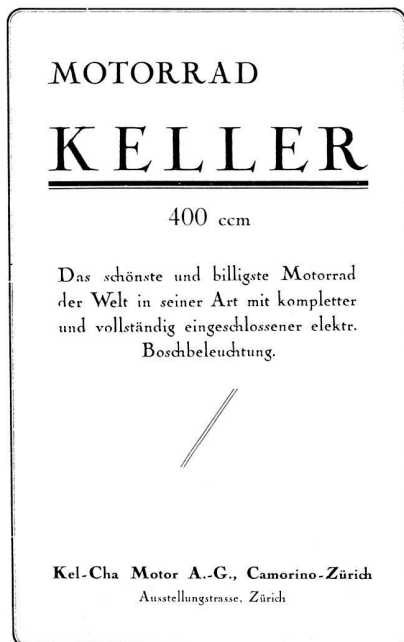 MOTORRAD
KELLER
400 ccm
Das schönste und billigste Motorrad
der Welt in seiner Art mit kompletter
und vollständig eingeschlossener elektr.
Boschbeleuchtung.
Kel-Cha Motor A.-G., Camorino-Zürich
Ausstellungstrasse, Zürich